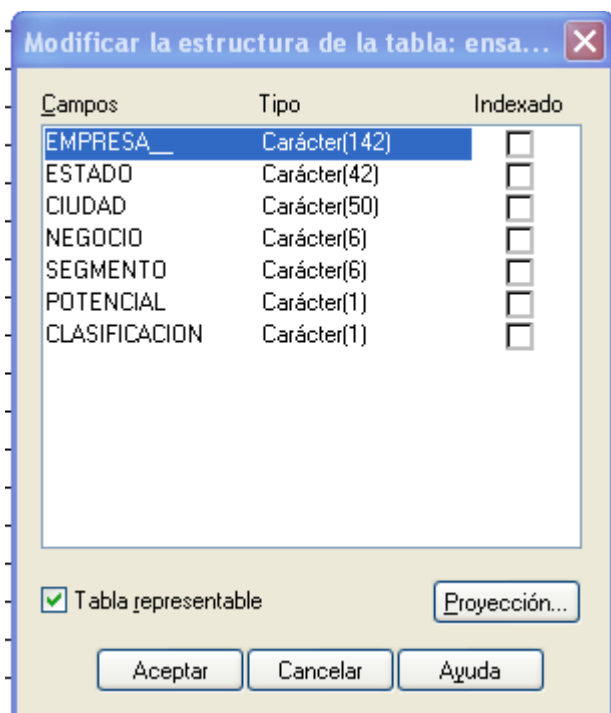 Modificar la estructura de la tabla: ensa...
Campos Tipo Indexado
EMPRESA__ Carácter(142)
ESTADO Carácter(42)
CIUDAD Carácter(50)
NEGOCIO Carácter(6)
SEGMENTO Carácter(6)
POTENCIAL Carácter(1)
CLASIFICACION Carácter(1)
Tabla representable Proyección...
Aceptar Cancelar Ayuda